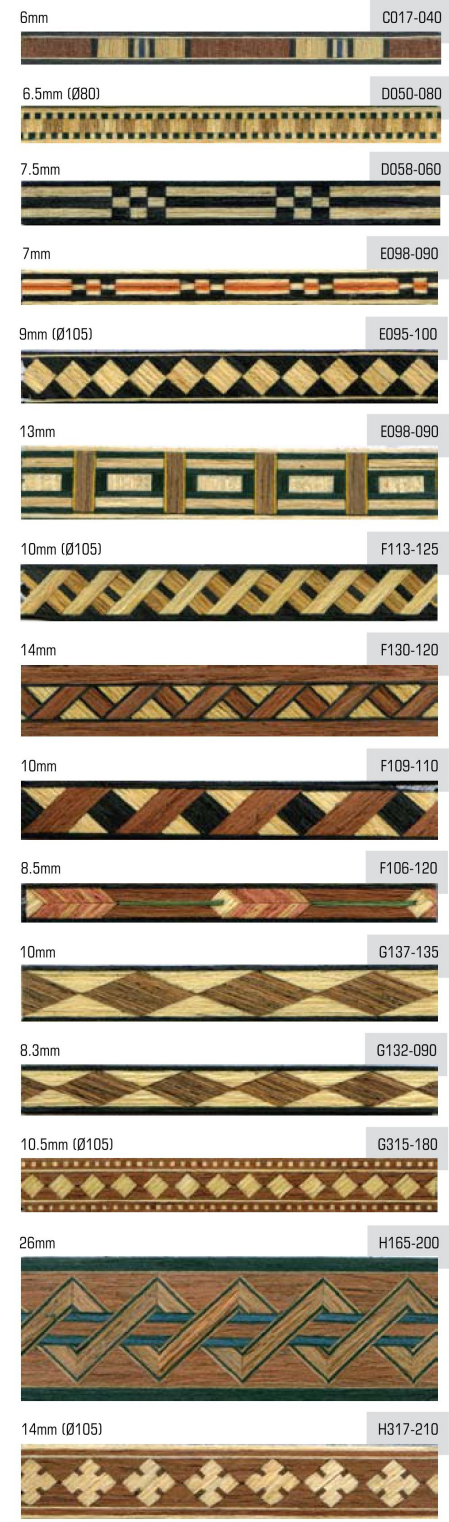 6mm C017-040
6.5mm (Ø80) D050-080
7.5mm D058-060
7mm E098-090
9mm (Ø105) E095-100
13mm E098-090
10mm (Ø105) F113-125
14mm F130-120
10mm F109-110
8.5mm F106-120
10mm G137-135
8.3mm G132-090
10.5mm (Ø105) G315-180
26mm H165-200
14mm (Ø105) H317-210